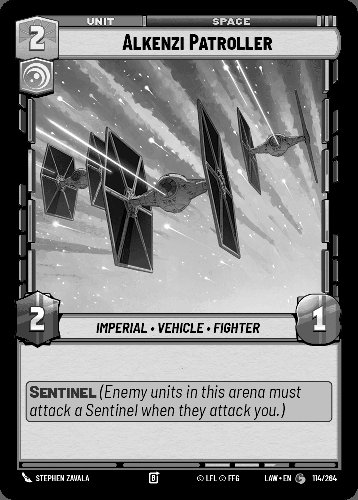 UNIT
SPACE
2
ALKENZI PATROLLER
2
IMPERIAL • VEHICLE • FIGHTER
1
SENTINEL (Enemy units in this arena must
attack a Sentinel when they attack you.)
STEPHEN ZAVALA
© LFL © FFG
LAW • EN
114/264